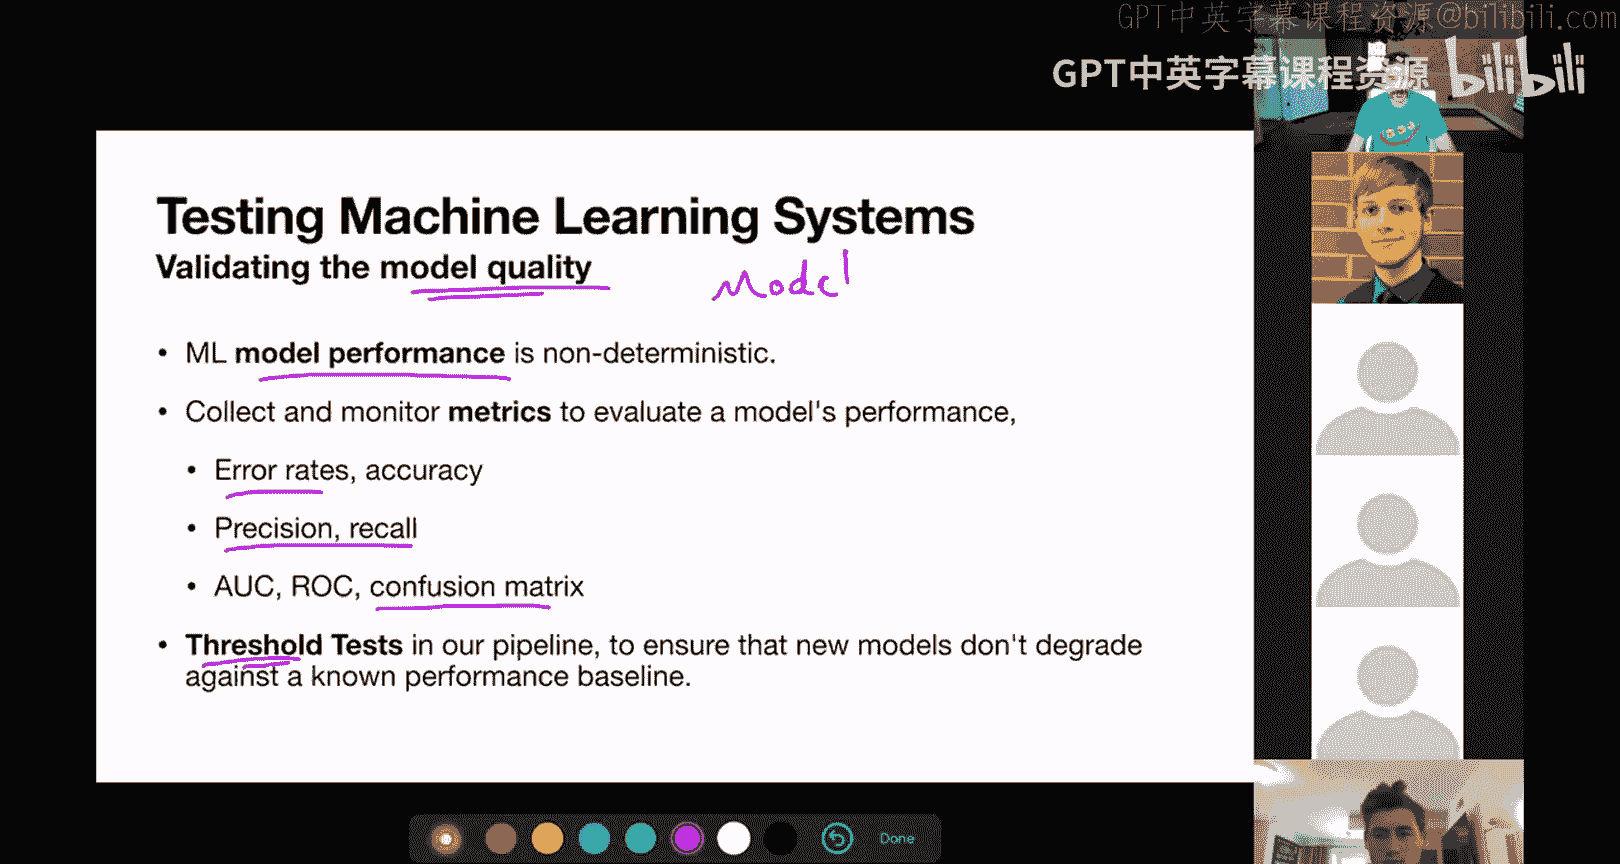 GPT中英字幕课程资源@bilibili.com
GPT中英字幕课程资源 bilibili
Testing Machine Learning Systems
Validating the model quality
Model
• ML model performance is non-deterministic.
• Collect and monitor metrics to evaluate a model's performance,
• Error rates, accuracy
• Precision, recall
• AUC, ROC, confusion matrix
• Threshold Tests in our pipeline, to ensure that new models don't degrade
against a known performance baseline.
Done